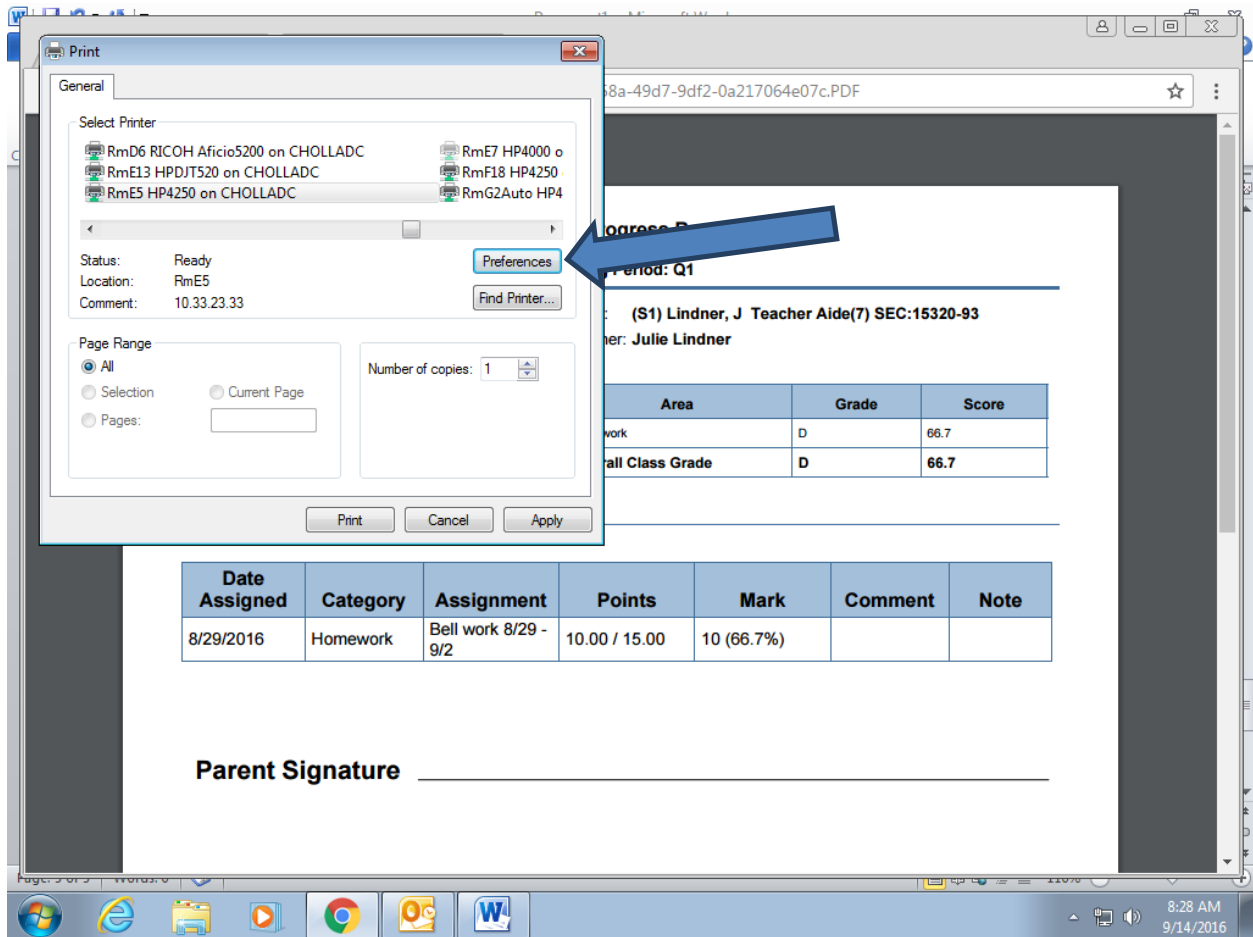 Print
General
58a-49d7-9df2-0a217064e07c.PDF
Select Printer
RmD6 RICOH Aficio5200 on CHOLLADC
RmE7 HP4000 o
RmE13 HPDJT520 on CHOLLADC
RmF18 HP4250
RmE5 HP4250 on CHOLLADC
RmG2Auto HP4
Status: Ready
Preferences
Location: RmE5
Comment: 10.33.23.33
Find Printer...
Page Range
All
Selection
Current Page
Pages:
Number of copies: 1
Print
Cancel
Apply
Period: Q1
(S1) Lindner, J Teacher Aide(7) SEC:15320-93
er: Julie Lindner
Area Grade Score
work D 66.7
rall Class Grade D 66.7
Date Assigned Category Assignment Points Mark Comment Note
8/29/2016 Homework Bell work 8/29 - 9/2 10.00 / 15.00 10 (66.7%)
Parent Signature
8:28 AM
9/14/2016